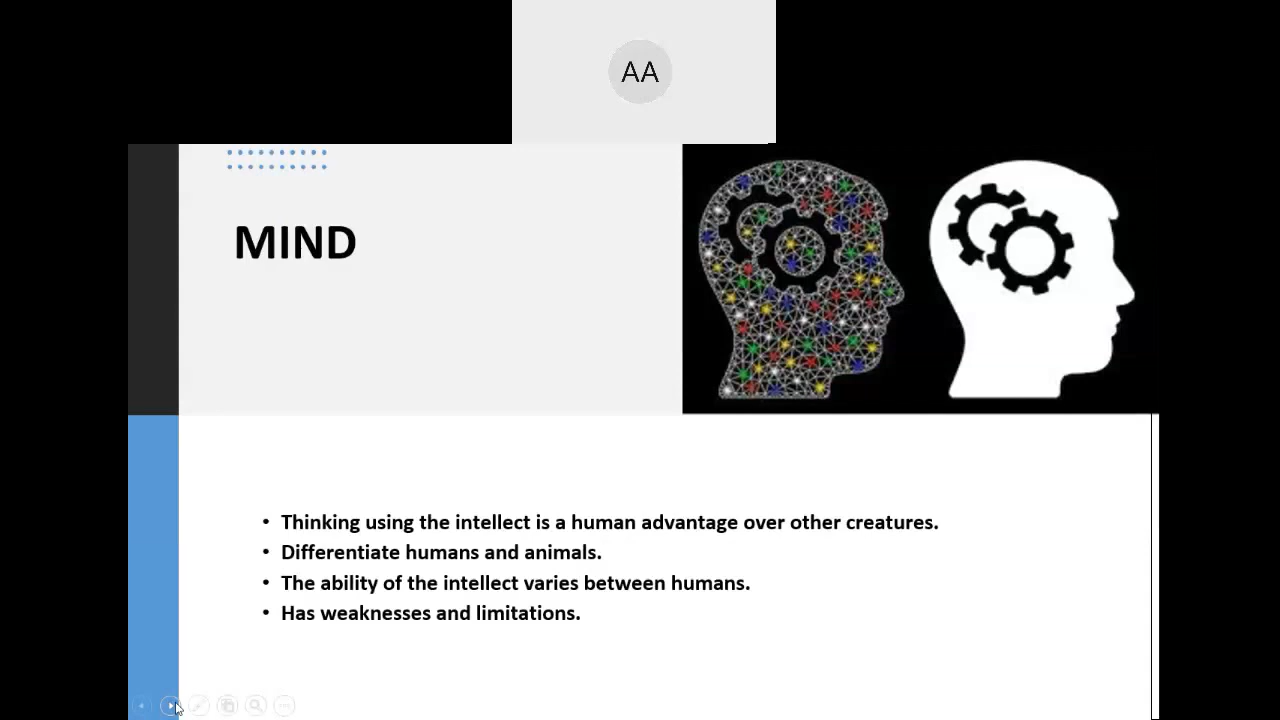 AA
MIND
• Thinking using the intellect is a human advantage over other creatures.
• Differentiate humans and animals.
• The ability of the intellect varies between humans.
• Has weaknesses and limitations.